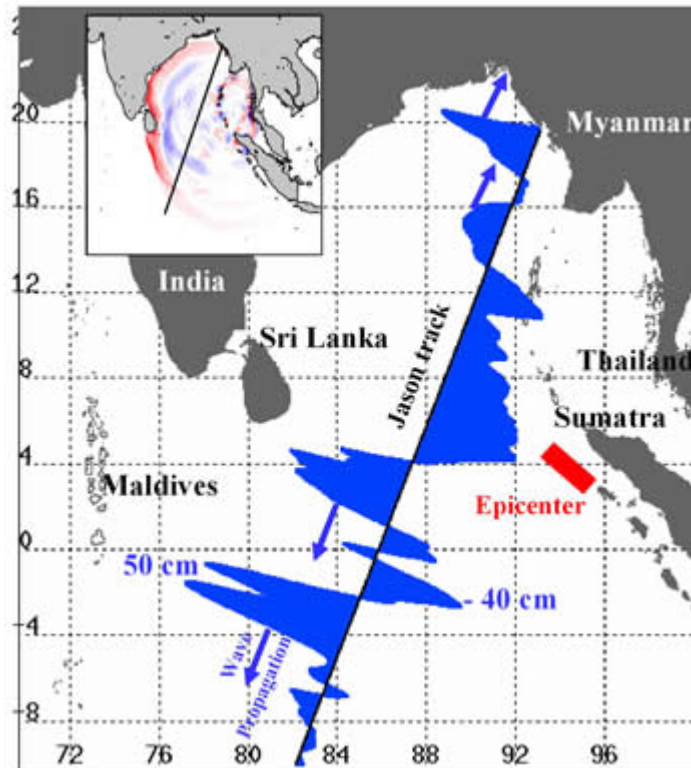 2
20
16
12
8
4
0
-4
-8
Myanmar
India
Sri Lanka
Jason track
Thailand
Sumatra
Maldives
Epicenter
50 cm
- 40 cm
Wave
Propagation
72 76 80 84 88 92 96